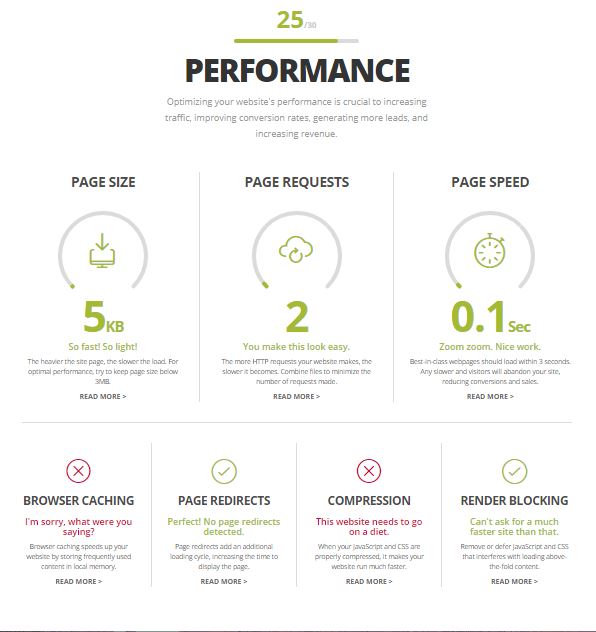 25/30
PERFORMANCE
Optimizing your website's performance is crucial to increasing
traffic, improving conversion rates, generating more leads, and
increasing revenue.
PAGE SIZE
5KB
So fast! So light!
The heavier the site page, the slower the load. For
optimal performance, try to keep page size below
3MB.
READ MORE >
PAGE REQUESTS
2
You make this look easy.
The more HTTP requests your website makes, the
slower it becomes. Combine files to minimize the
number of requests made.
READ MORE >
PAGE SPEED
0.1Sec
Zoom zoom. Nice work.
Best-in-class webpages should load within 3 seconds.
Any slower and visitors will abandon your site,
reducing conversions and sales.
READ MORE >
BROWSER CACHING
I'm sorry, what were you
saying?
Browser caching speeds up your
website by storing frequently used
content in local memory.
READ MORE >
PAGE REDIRECTS
Perfect! No page redirects
detected.
Page redirects add an additional
loading cycle, increasing the time to
display the page.
READ MORE >
COMPRESSION
This website needs to go
on a diet.
When your JavaScript and CSS are
properly compressed, it makes your
website run much faster.
READ MORE >
RENDER BLOCKING
Can't ask for a much
faster site than that.
Remove or defer JavaScript and CSS
that interferes with loading above-
the-fold content.
READ MORE >